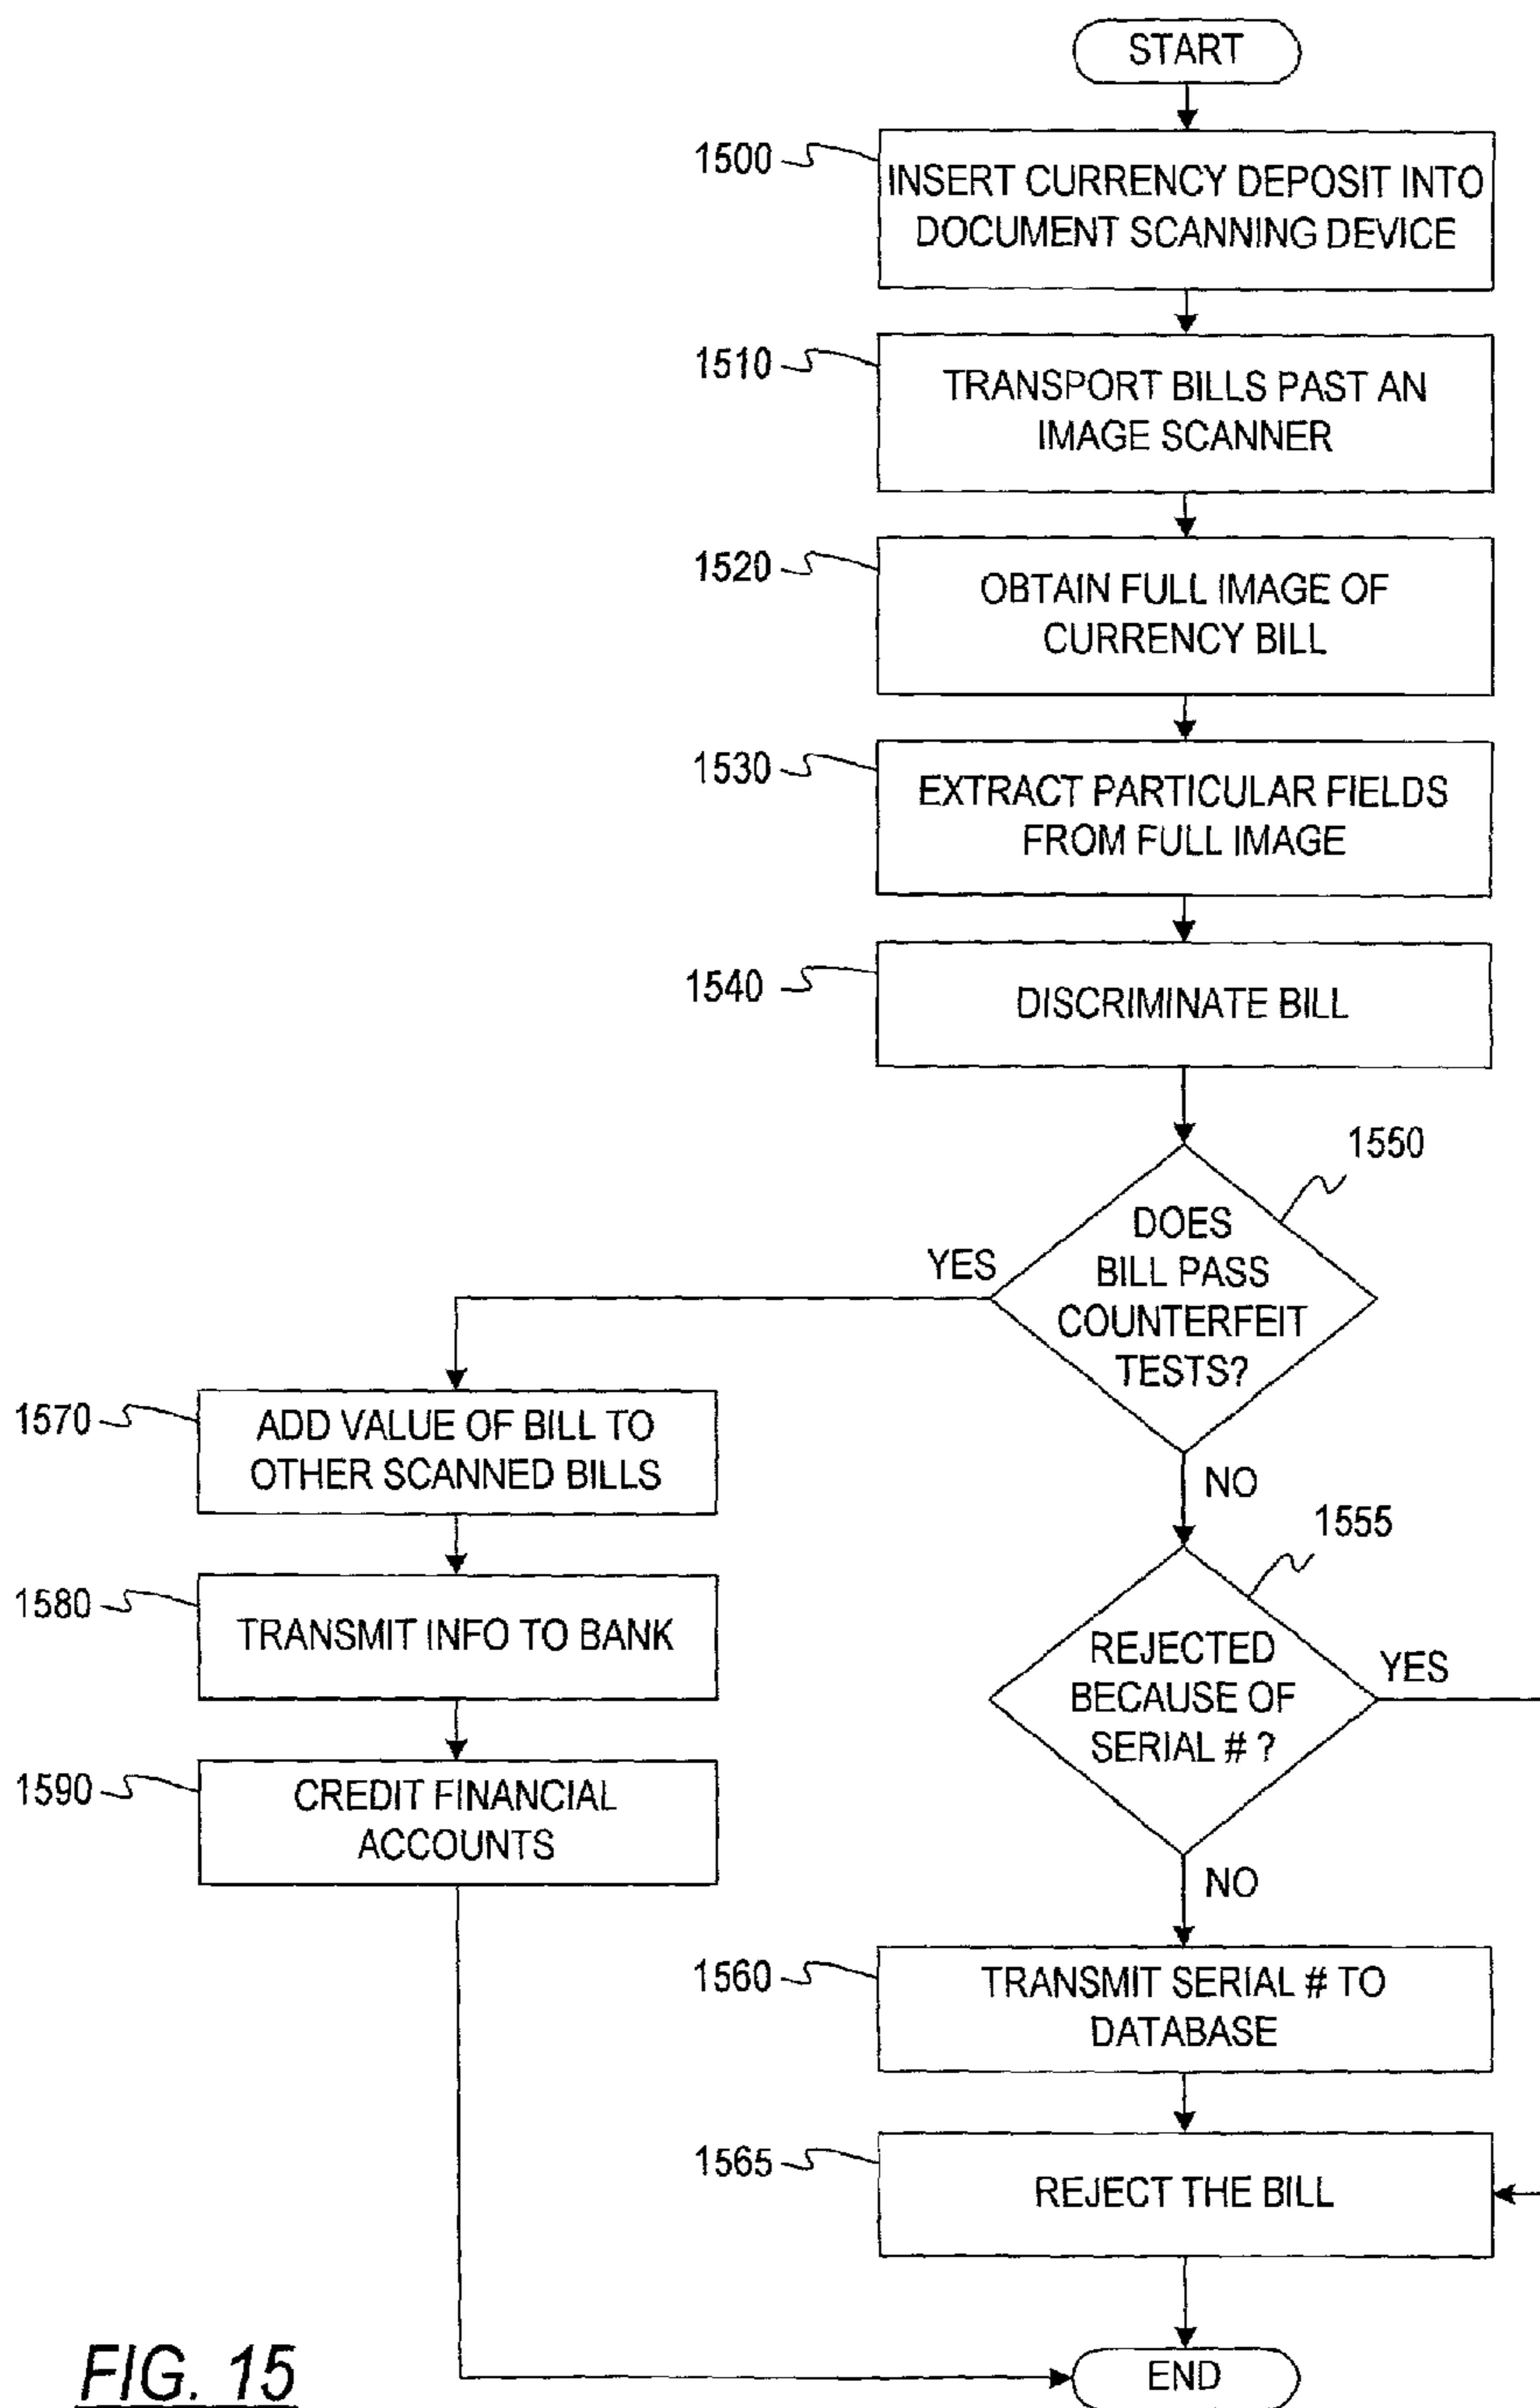 START
1500
INSERT CURRENCY DEPOSIT INTO
DOCUMENT SCANNING DEVICE
1510
TRANSPORT BILLS PAST AN
IMAGE SCANNER
1520
OBTAIN FULL IMAGE OF
CURRENCY BILL
1530
EXTRACT PARTICULAR FIELDS
FROM FULL IMAGE
1540
DISCRIMINATE BILL
1550
DOES
BILL PASS
COUNTERFEIT
TESTS?
YES
NO
1570
ADD VALUE OF BILL TO
OTHER SCANNED BILLS
1580
TRANSMIT INFO TO BANK
1590
CREDIT FINANCIAL
ACCOUNTS
1555
REJECTED
BECAUSE OF
SERIAL # ?
YES
NO
1560
TRANSMIT SERIAL # TO
DATABASE
1565
REJECT THE BILL
END
FIG. 15